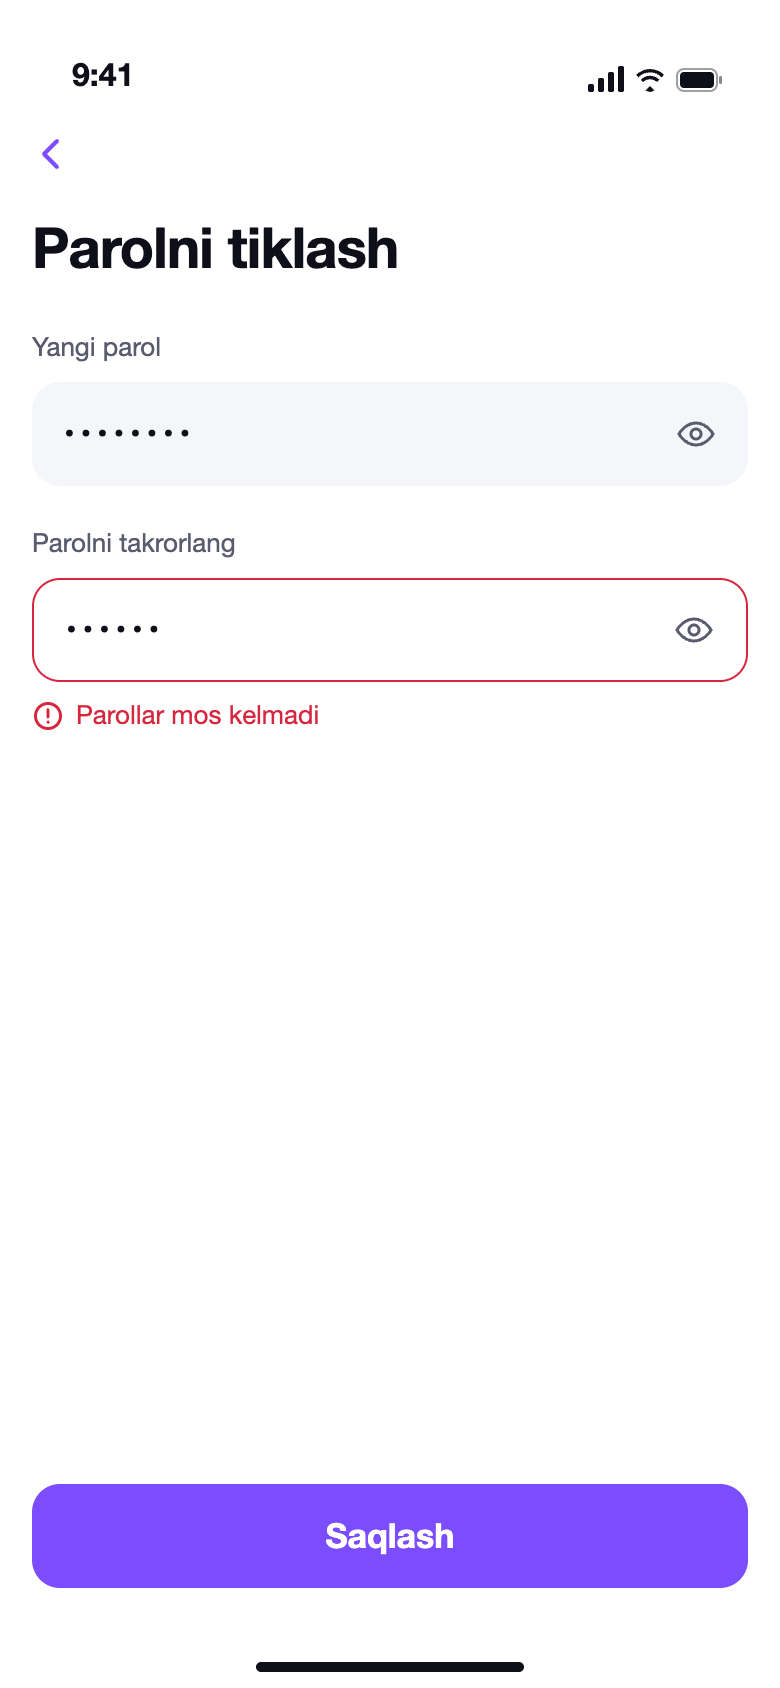 9:41
Parolni tiklash
Yangi parol
••••••••
Parolni takrorlang
••••••
Parollar mos kelmadi
Saqlash